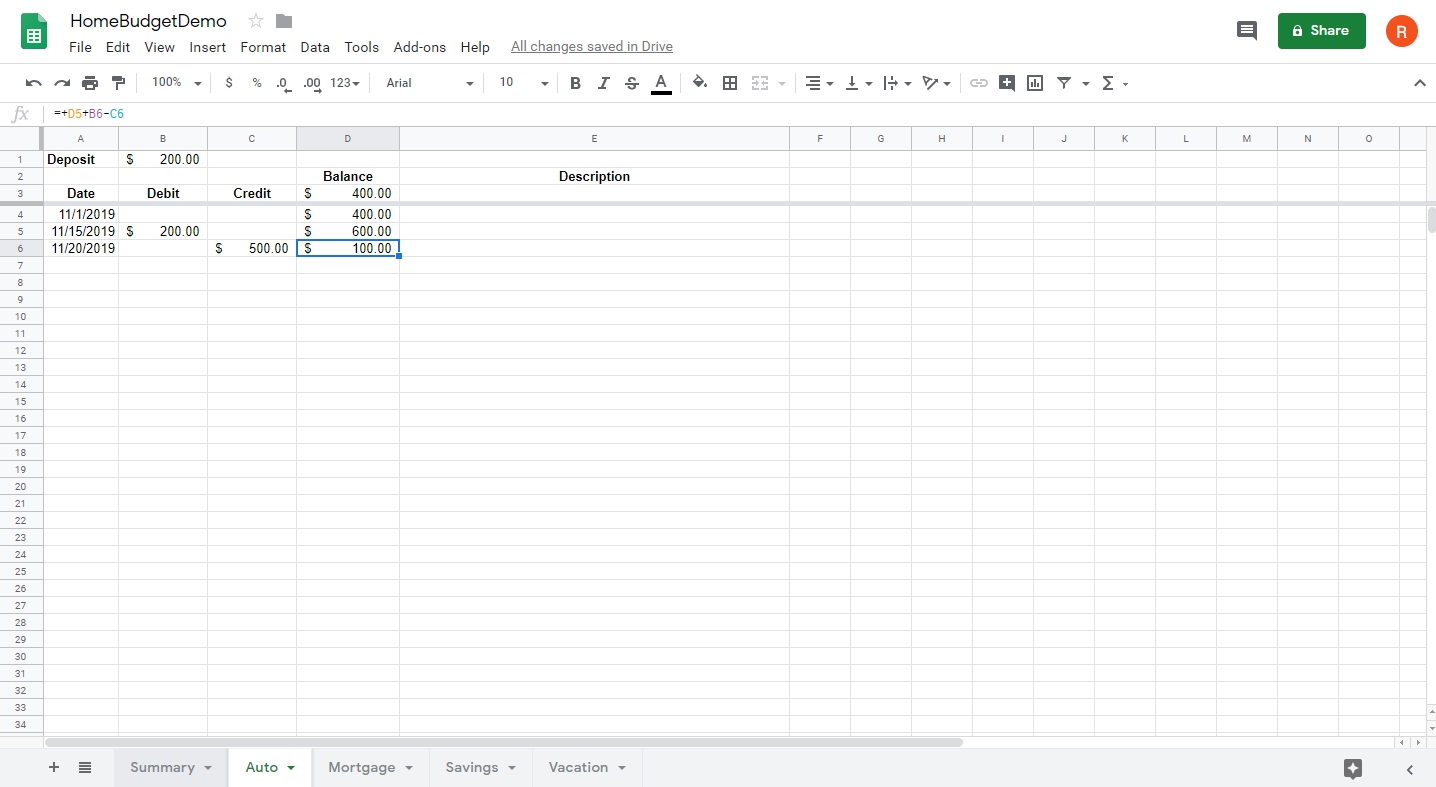 HomeBudgetDemo
File Edit View Insert Format Data Tools Add-ons Help All changes saved in Drive
Share
R
100% $ % .0 .00 123 Arial 10 B I S A Σ
fx =+D5+B6-C6
A B C D E F G H I J K L M N O
1 Deposit $ 200.00
2 Balance Description
3 Date Debit Credit $ 400.00
4 11/1/2019 $ 400.00
5 11/15/2019 $ 200.00 $ 600.00
6 11/20/2019 $ 500.00 $ 100.00
7
8
9
10
11
12
13
14
15
16
17
18
19
20
21
22
23
24
25
26
27
28
29
30
31
32
33
34
+ Summary Auto Mortgage Savings Vacation